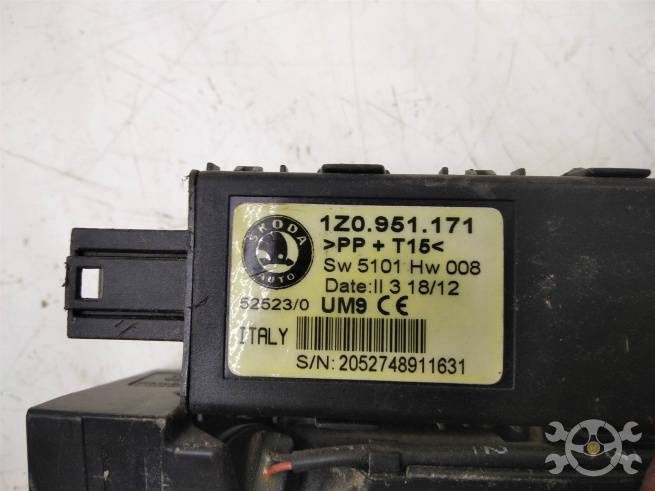 ŠKODA
AUTO
1Z0.951.171
>PP + T15<
Sw 5101 Hw 008
Date:II 3 18/12
52523/0 UM9 CE
ITALY
S/N: 2052748911631